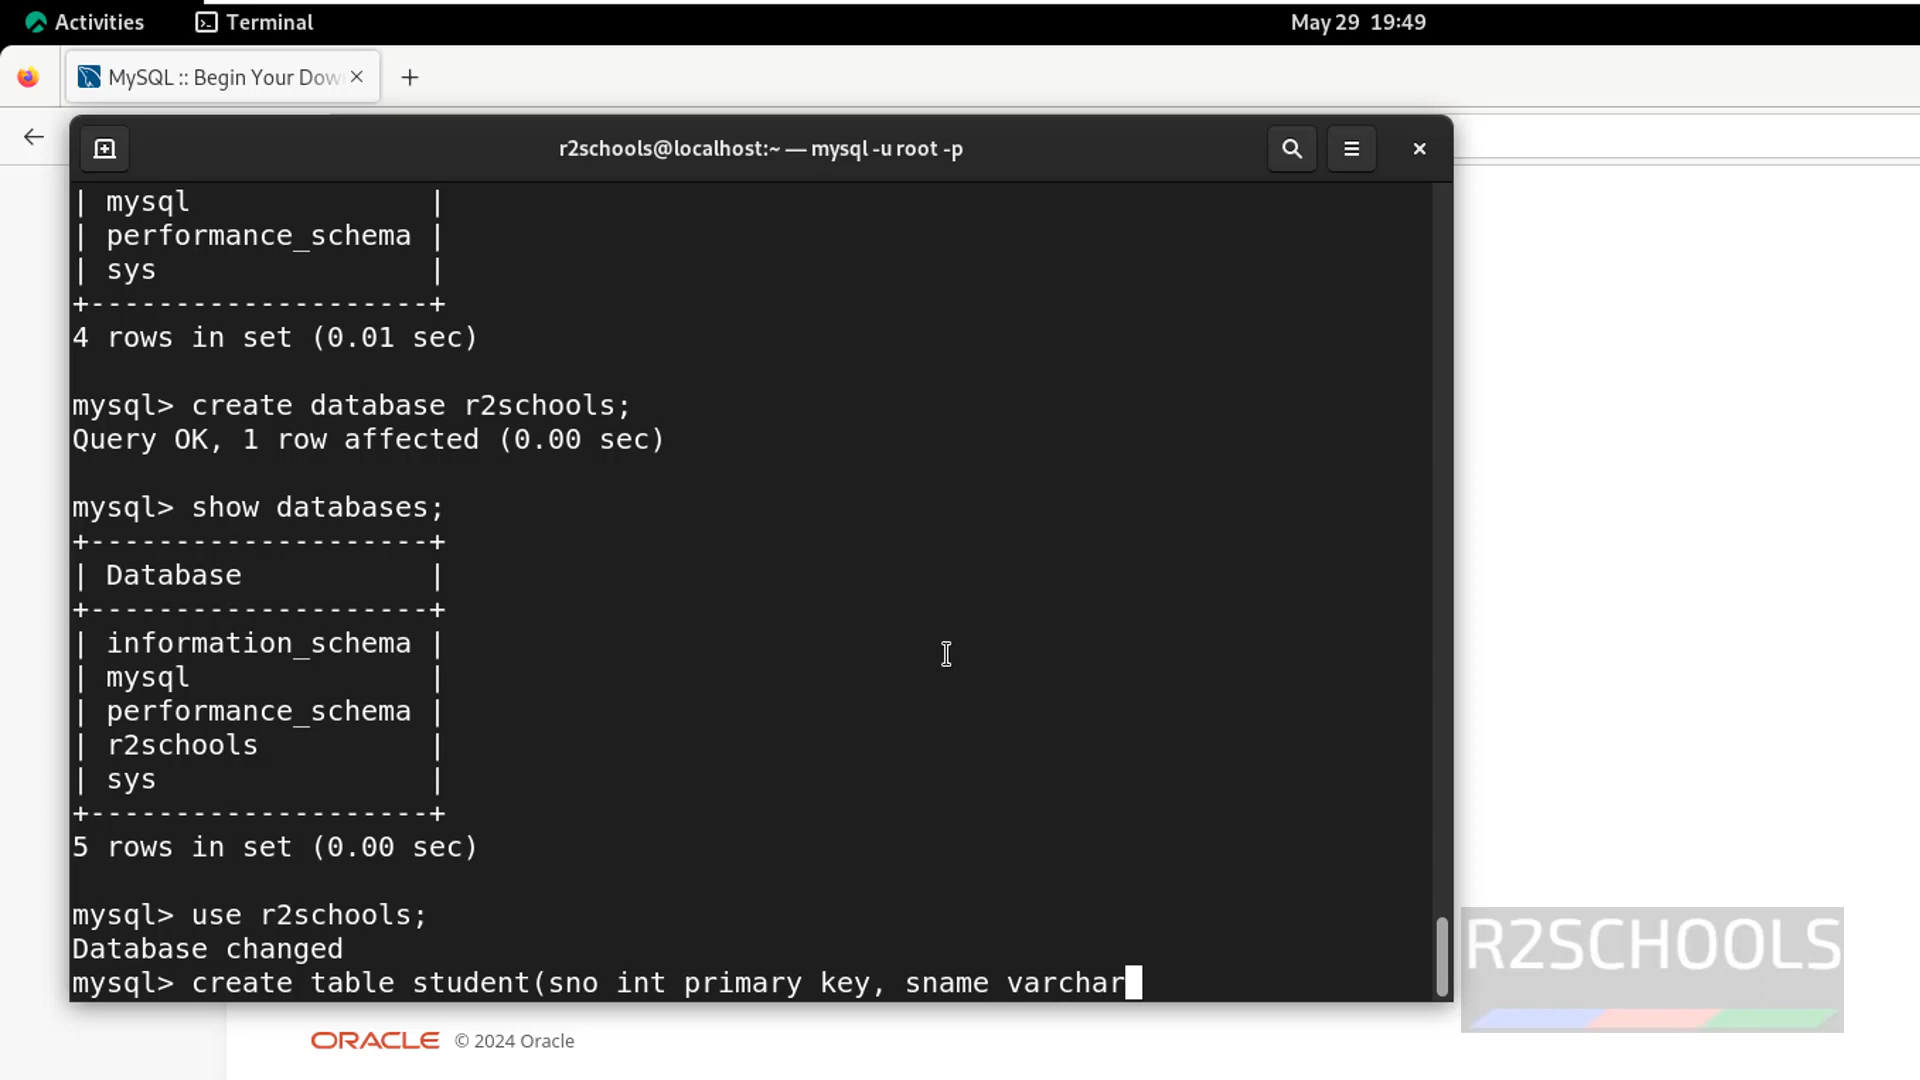 Activities Terminal May 29 19:49
MySQL :: Begin Your Dow
r2schools@localhost:~ — mysql -u root -p
| mysql              |
| performance_schema |
| sys                |
+--------------------+
4 rows in set (0.01 sec)
mysql> create database r2schools;
Query OK, 1 row affected (0.00 sec)
mysql> show databases;
+--------------------+
| Database           |
+--------------------+
| information_schema |
| mysql              |
| performance_schema |
| r2schools          |
| sys                |
+--------------------+
5 rows in set (0.00 sec)
mysql> use r2schools;
Database changed
mysql> create table student(sno int primary key, sname varchar
R2SCHOOLS
ORACLE © 2024 Oracle